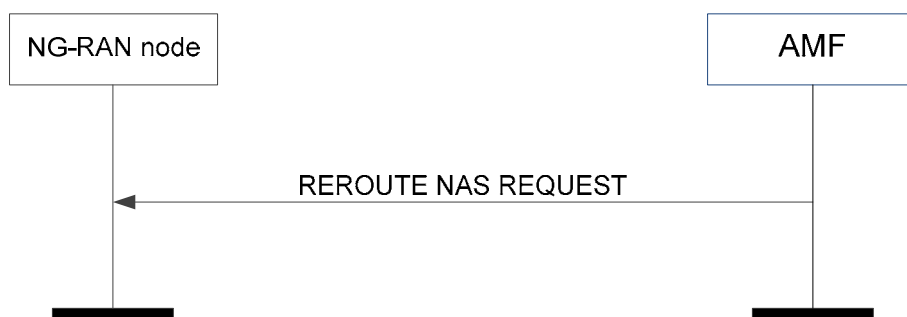 NG-RAN node
AMF
REROUTE NAS REQUEST